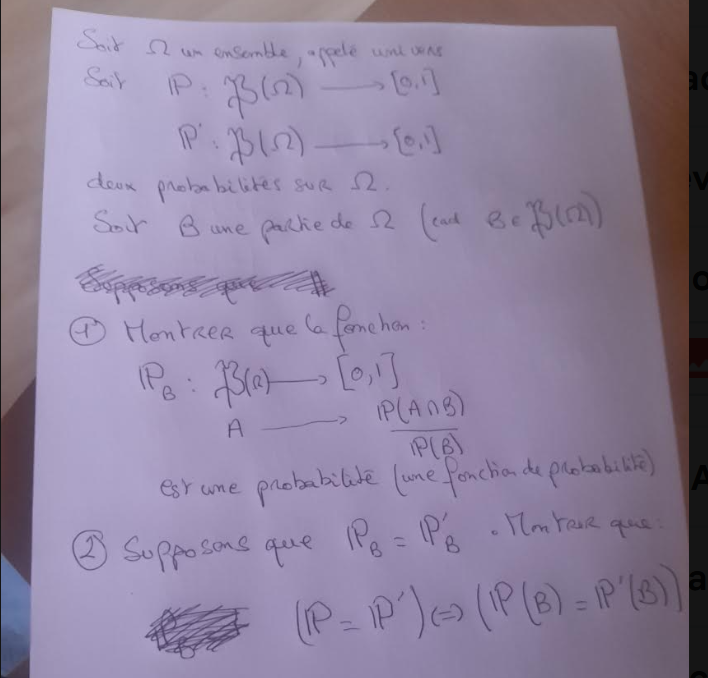 Soit Ω un ensemble, appelé univers
Soit ℙ : 𝒫(Ω) ⟶ [0,1]
ℙ' : 𝒫(Ω) ⟶ [0,1]
deux probabilités sur Ω.
Soit B une partie de Ω (càd B ∈ 𝒫(Ω))
① Montrer que la fonction :
ℙ_B : 𝒫(Ω) ⟶ [0,1]
A ⟶ ℙ(A∩B)
ℙ(B)
est une probabilité (une fonction de probabilité)
② Supposons que ℙ_B = ℙ'_B . Montrer que :
(ℙ = ℙ') ⇔ (ℙ(B) = ℙ'(B))